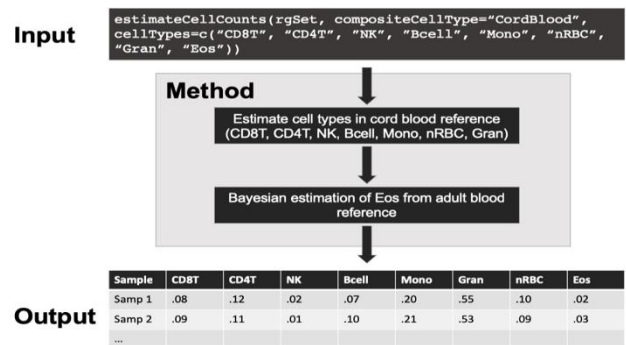 Input
estimateCellCounts(rgSet, compositeCellType=“CordBlood”,
cellTypes=c(“CD8T”, “CD4T”, ”NK”, ”Bcell”, “Mono”, “nRBC”,
“Gran”, “Eos”))
Method
Estimate cell types in cord blood reference
(CD8T, CD4T, NK, Bcell, Mono, nRBC, Gran)
Bayesian estimation of Eos from adult blood
reference
Output
Sample CD8T CD4T NK Bcell Mono Gran nRBC Eos
Samp 1 .08 .12 .02 .07 .20 .55 .10 .02
Samp 2 .09 .11 .01 .10 .21 .53 .09 .03
...